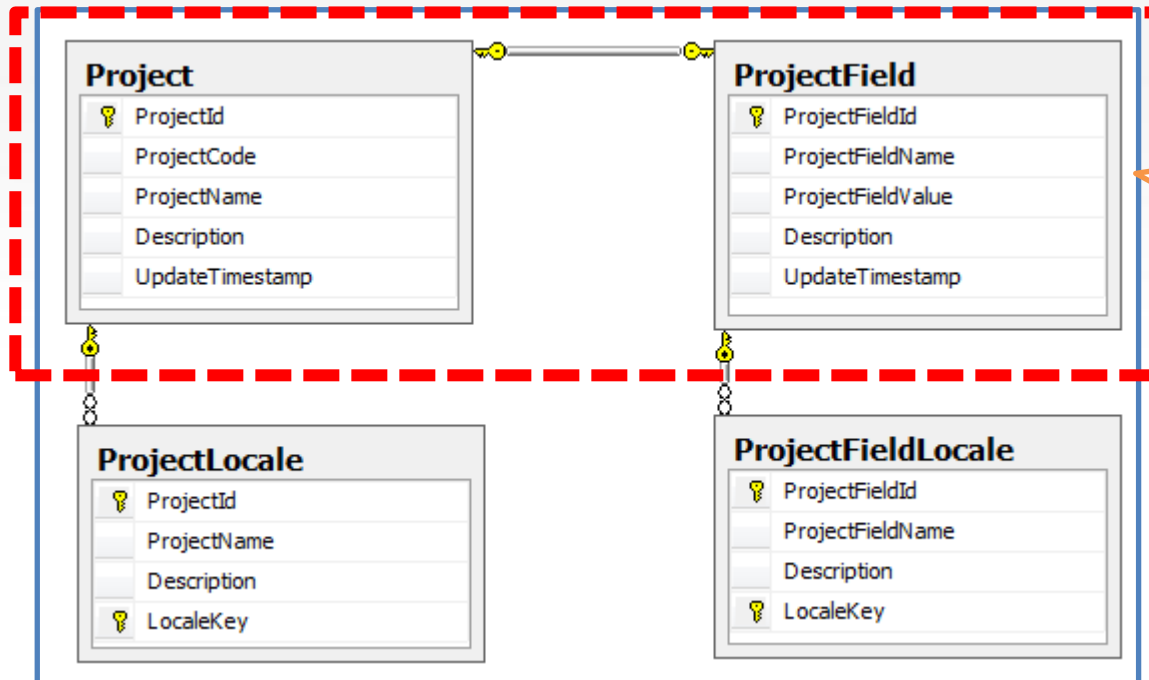 Project
ProjectId
ProjectCode
ProjectName
Description
UpdateTimestamp
ProjectField
ProjectFieldId
ProjectFieldName
ProjectFieldValue
Description
UpdateTimestamp
ProjectLocale
ProjectId
ProjectName
Description
LocaleKey
ProjectFieldLocale
ProjectFieldId
ProjectFieldName
Description
LocaleKey